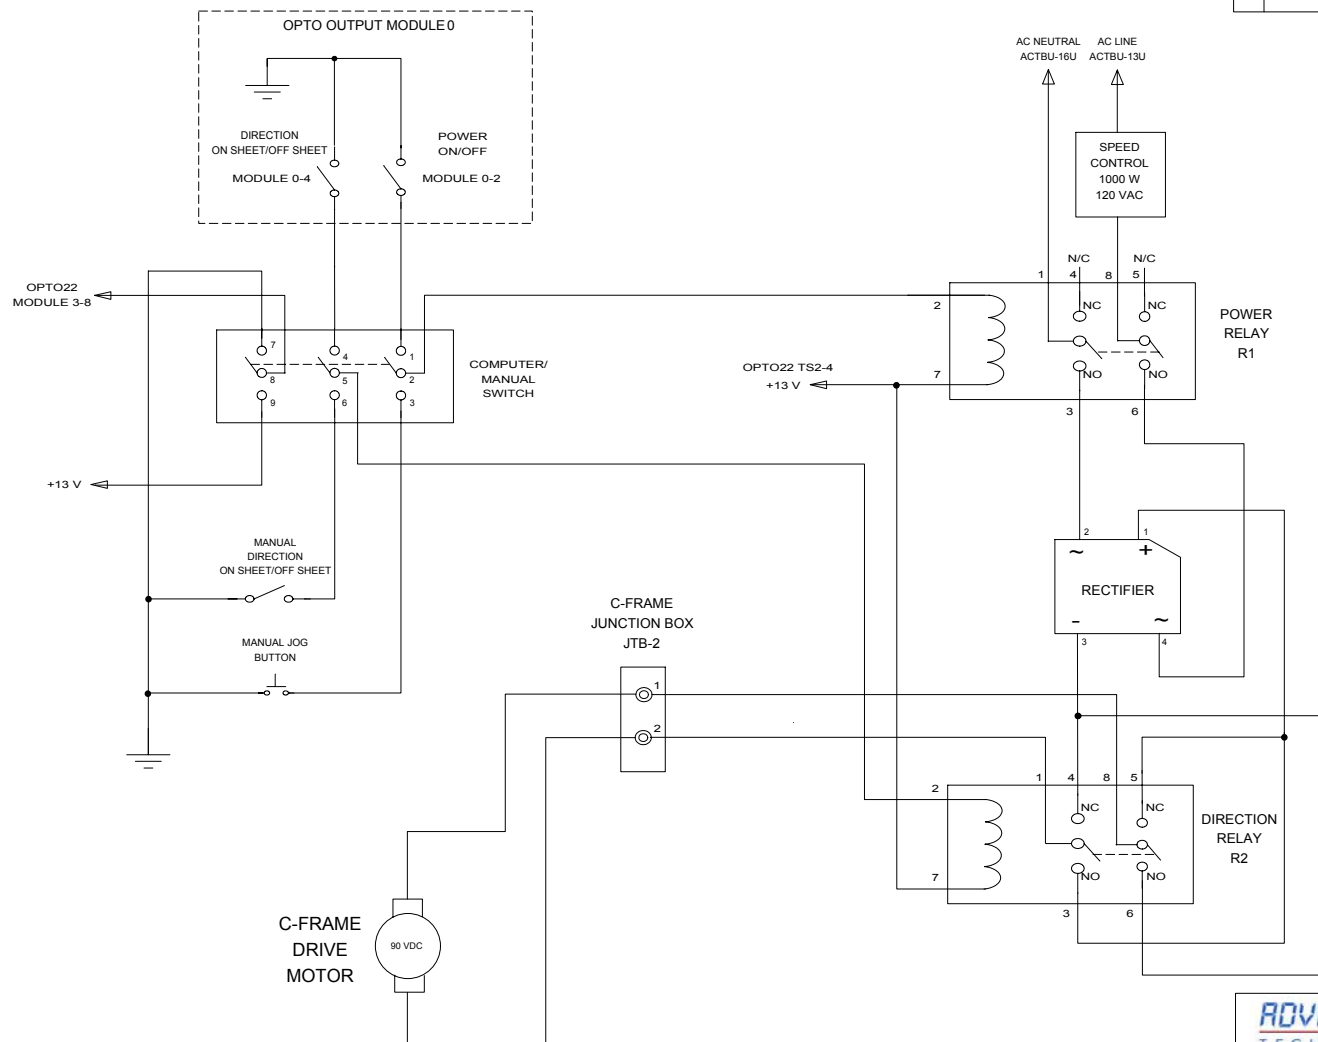 OPTO OUTPUT MODULE 0
DIRECTION
ON SHEET/OFF SHEET
MODULE 0-4
POWER
ON/OFF
MODULE 0-2
AC NEUTRAL
ACTBU-16U
AC LINE
ACTBU-13U
SPEED
CONTROL
1000 W
120 VAC
OPTO22
MODULE 3-8
7
4
1
8
5
2
9
6
3
COMPUTER/
MANUAL
SWITCH
+13 V
N/C
N/C
1
4
8
5
2
NC
NC
7
NO
NO
3
6
POWER
RELAY
R1
OPTO22 TS2-4
+13 V
MANUAL
DIRECTION
ON SHEET/OFF SHEET
MANUAL JOG
BUTTON
2
1
~
+
RECTIFIER
-
~
3
4
C-FRAME
JUNCTION BOX
JTB-2
1
2
1
4
8
5
2
NC
NC
7
NO
NO
3
6
DIRECTION
RELAY
R2
C-FRAME
DRIVE
MOTOR
90 VDC